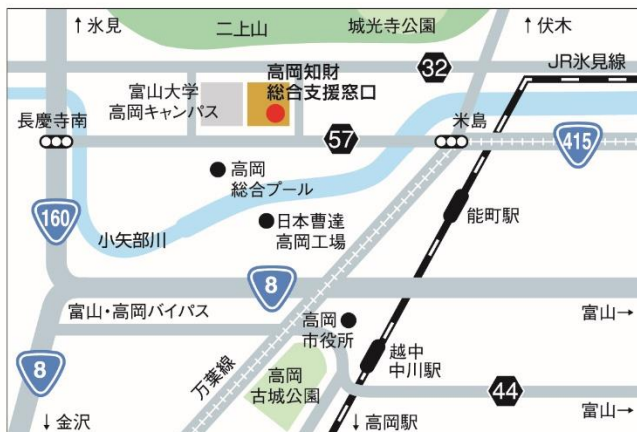 ↑氷見
二上山
城光寺公園
↑伏木
JR氷見線
32
富山大学
高岡キャンパス
高岡知財
総合支援窓口
長慶寺南
57
米島
415
高岡
総合プール
160
小矢部川
日本曹達
高岡工場
能町駅
8
富山・高岡バイパス
富山→
高岡
市役所
万葉線
越中
中川駅
8
高岡
古城公園
44
↓金沢
↓高岡駅
富山→